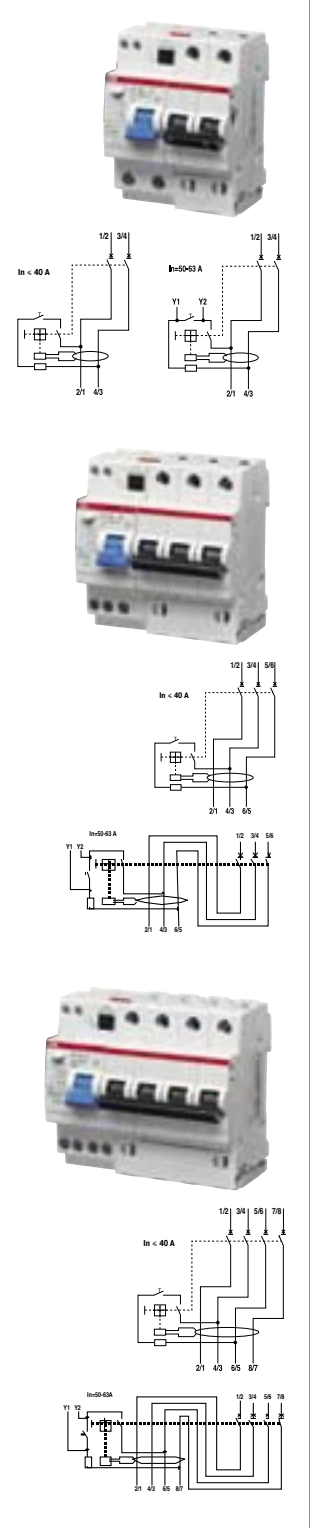 1/2 3/4 1/2 3/4
In < 40 A In=50-63 A
Y1 Y2
2/1 4/3 2/1 4/3
1/2 3/4 5/6
In < 40 A
2/1 4/3 6/5
In=50-63 A
Y1 Y2 1/2 3/4 5/6
2/1 4/3 6/5
1/2 3/4 5/6 7/8
In < 40 A
2/1 4/3 6/5 8/7
In=50-63A
Y1 Y2 1/2 3/4 5/6 7/8
2/1 4/3 6/5 8/7